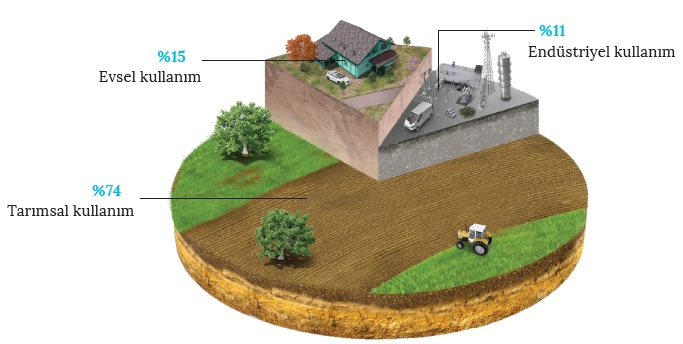 %15
Evsel kullanım
%11
Endüstriyel kullanım
%74
Tarımsal kullanım